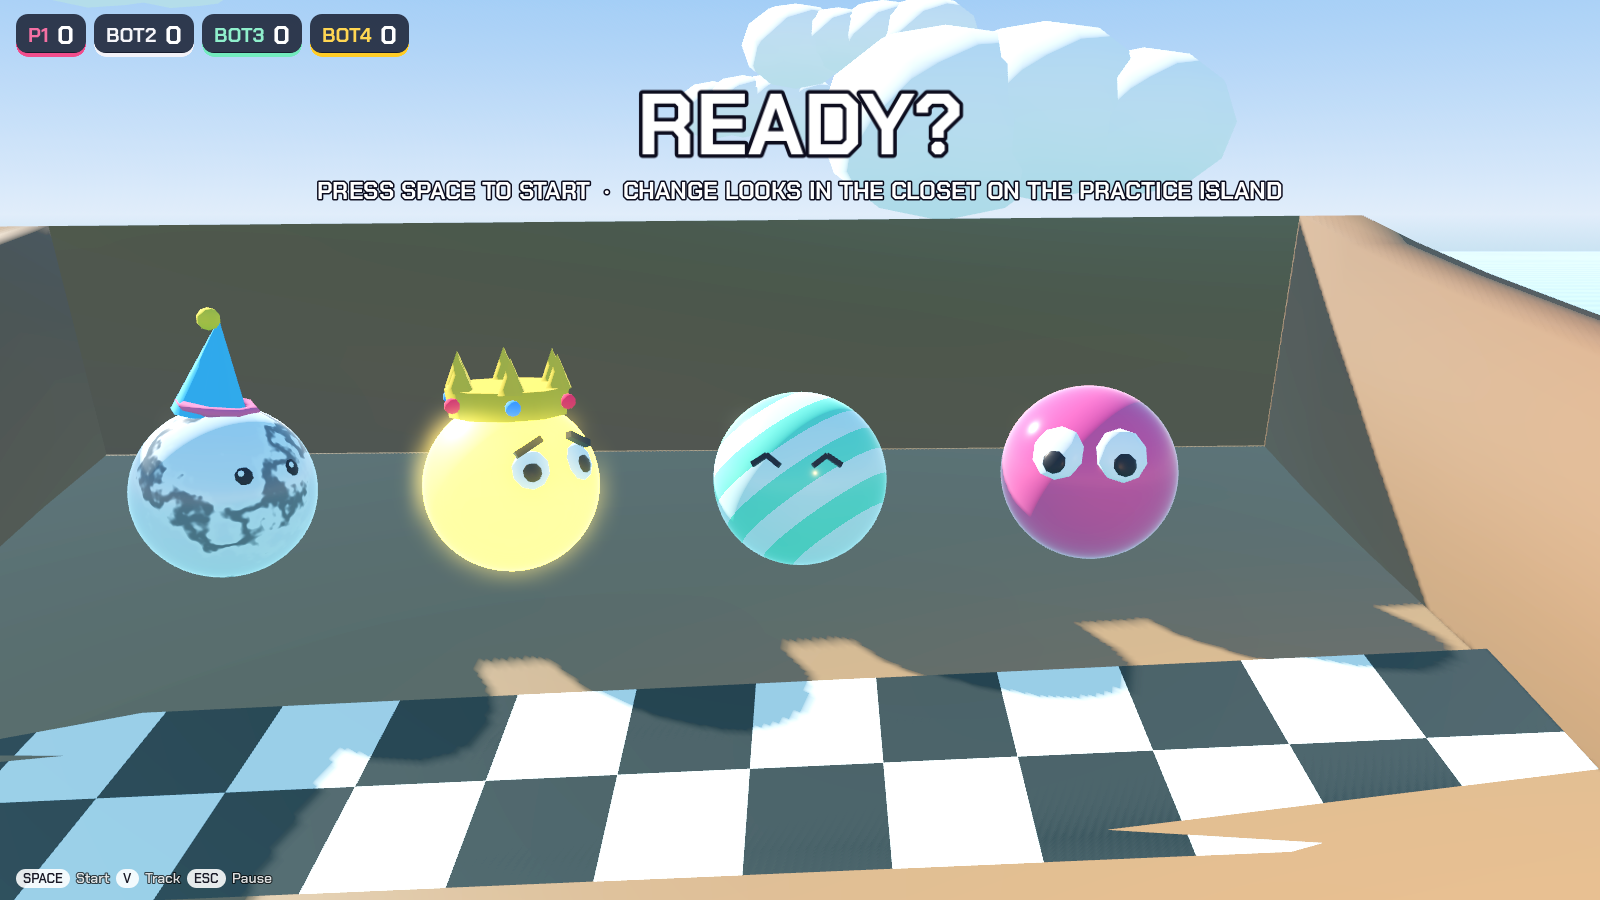 P1 0 BOT2 0 BOT3 0 BOT4 0
READY?
PRESS SPACE TO START · CHANGE LOOKS IN THE CLOSET ON THE PRACTICE ISLAND
SPACE Start V Track ESC Pause